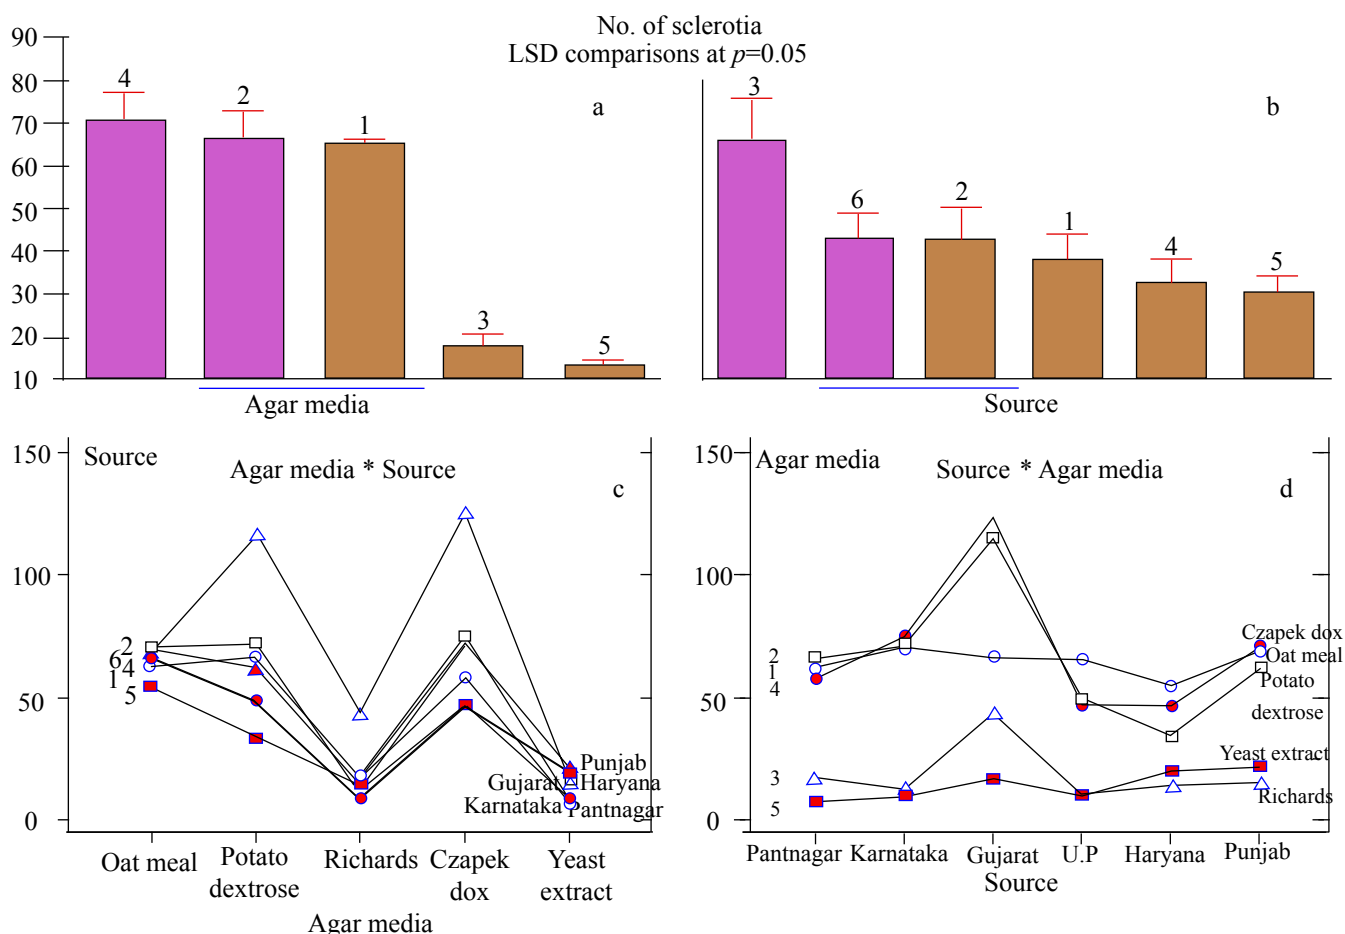 No. of sclerotia
LSD comparisons at p=0.05
90
80
70
60
50
40
30
20
10
4
2
1
3
5
a
Agar media
3
6
2
1
4
5
b
Source
150
100
50
0
Source
Agar media * Source
c
2
6
4
1
5
Punjab
Gujarat
Haryana
Karnataka
Pantnagar
Oat meal
Potato
dextrose
Richards
Czapek
dox
Yeast
extract
Agar media
150
100
50
0
Agar media
Source * Agar media
d
2
1
4
3
5
Czapek dox
Oat meal
Potato
dextrose
Yeast extract
Richards
Pantnagar
Karnataka
Gujarat
U.P
Haryana
Punjab
Source